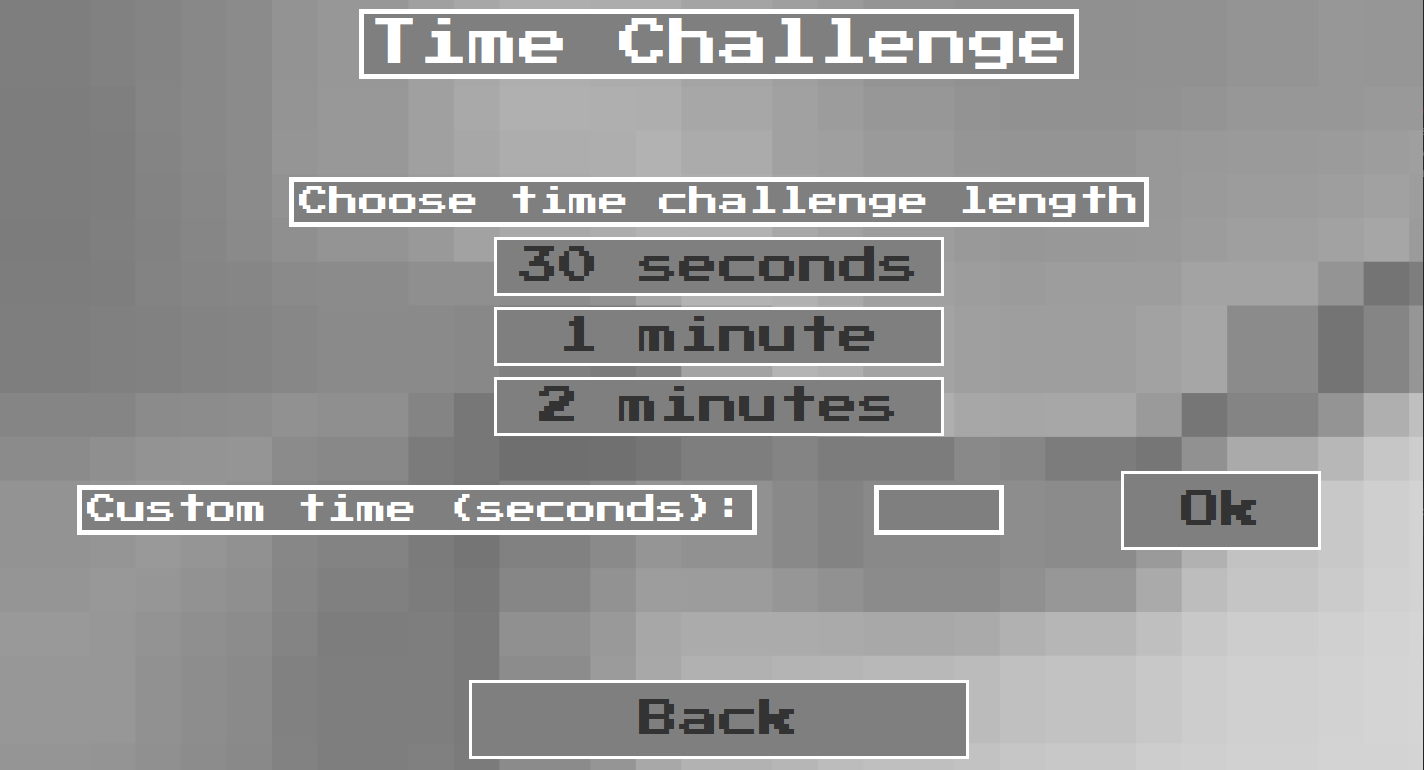 Time Challenge
Choose time challenge length
30 seconds
1 minute
2 minutes
Custom time (seconds):
Ok
Back